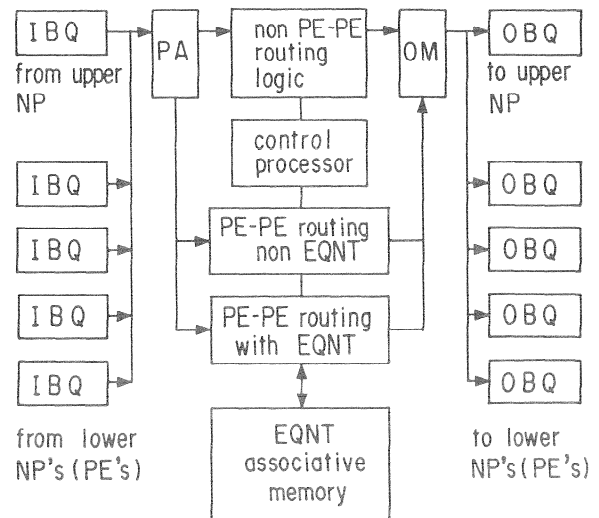 IBQ
from upper
NP
IBQ
IBQ
IBQ
IBQ
from lower
NP's (PE's)
PA
non PE-PE
routing
logic
control
processor
PE-PE routing
non EQNT
PE-PE routing
with EQNT
EQNT
associative
memory
OM
OBQ
to upper
NP
OBQ
OBQ
OBQ
OBQ
to lower
NP's (PE's)